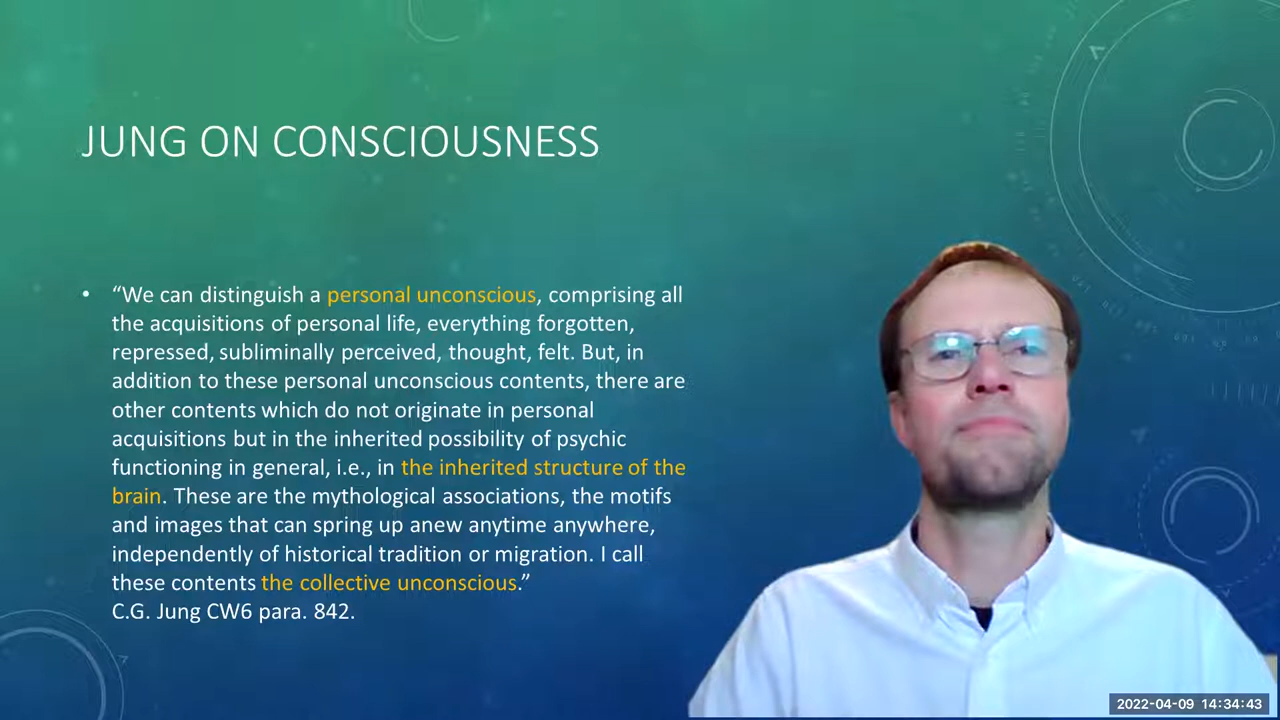 JUNG ON CONSCIOUSNESS
• “We can distinguish a personal unconscious, comprising all
the acquisitions of personal life, everything forgotten,
repressed, subliminally perceived, thought, felt. But, in
addition to these personal unconscious contents, there are
other contents which do not originate in personal
acquisitions but in the inherited possibility of psychic
functioning in general, i.e., in the inherited structure of the
brain. These are the mythological associations, the motifs
and images that can spring up anew anytime anywhere,
independently of historical tradition or migration. I call
these contents the collective unconscious.”
C.G. Jung CW6 para. 842.
2022-04-09 14:34:43